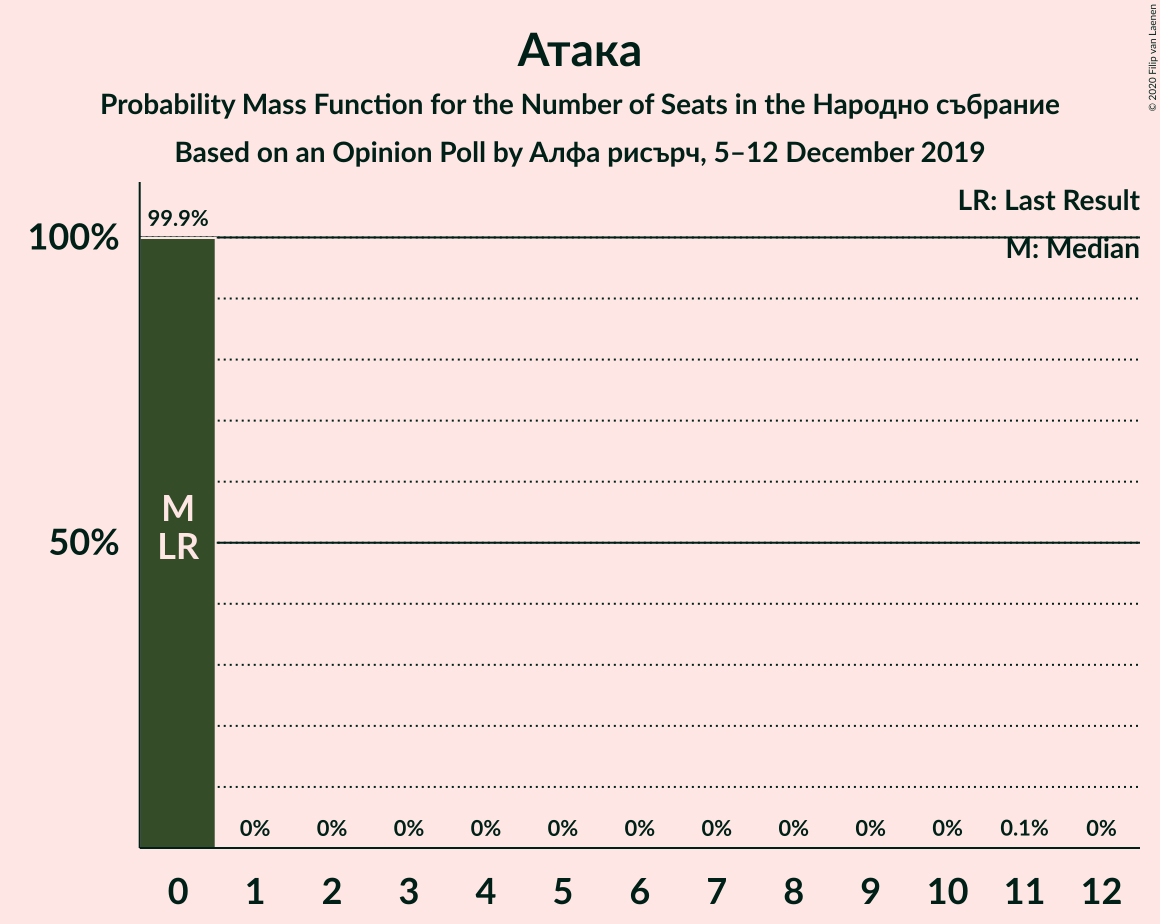 Атака
Probability Mass Function for the Number of Seats in the Народно събрание
Based on an Opinion Poll by Алфа рисърч, 5–12 December 2019
© 2020 Filip van Laenen
LR: Last Result
M: Median
99.9%
100%
50%
M
LR
0% 0% 0% 0% 0% 0% 0% 0% 0% 0% 0.1% 0%
0 1 2 3 4 5 6 7 8 9 10 11 12